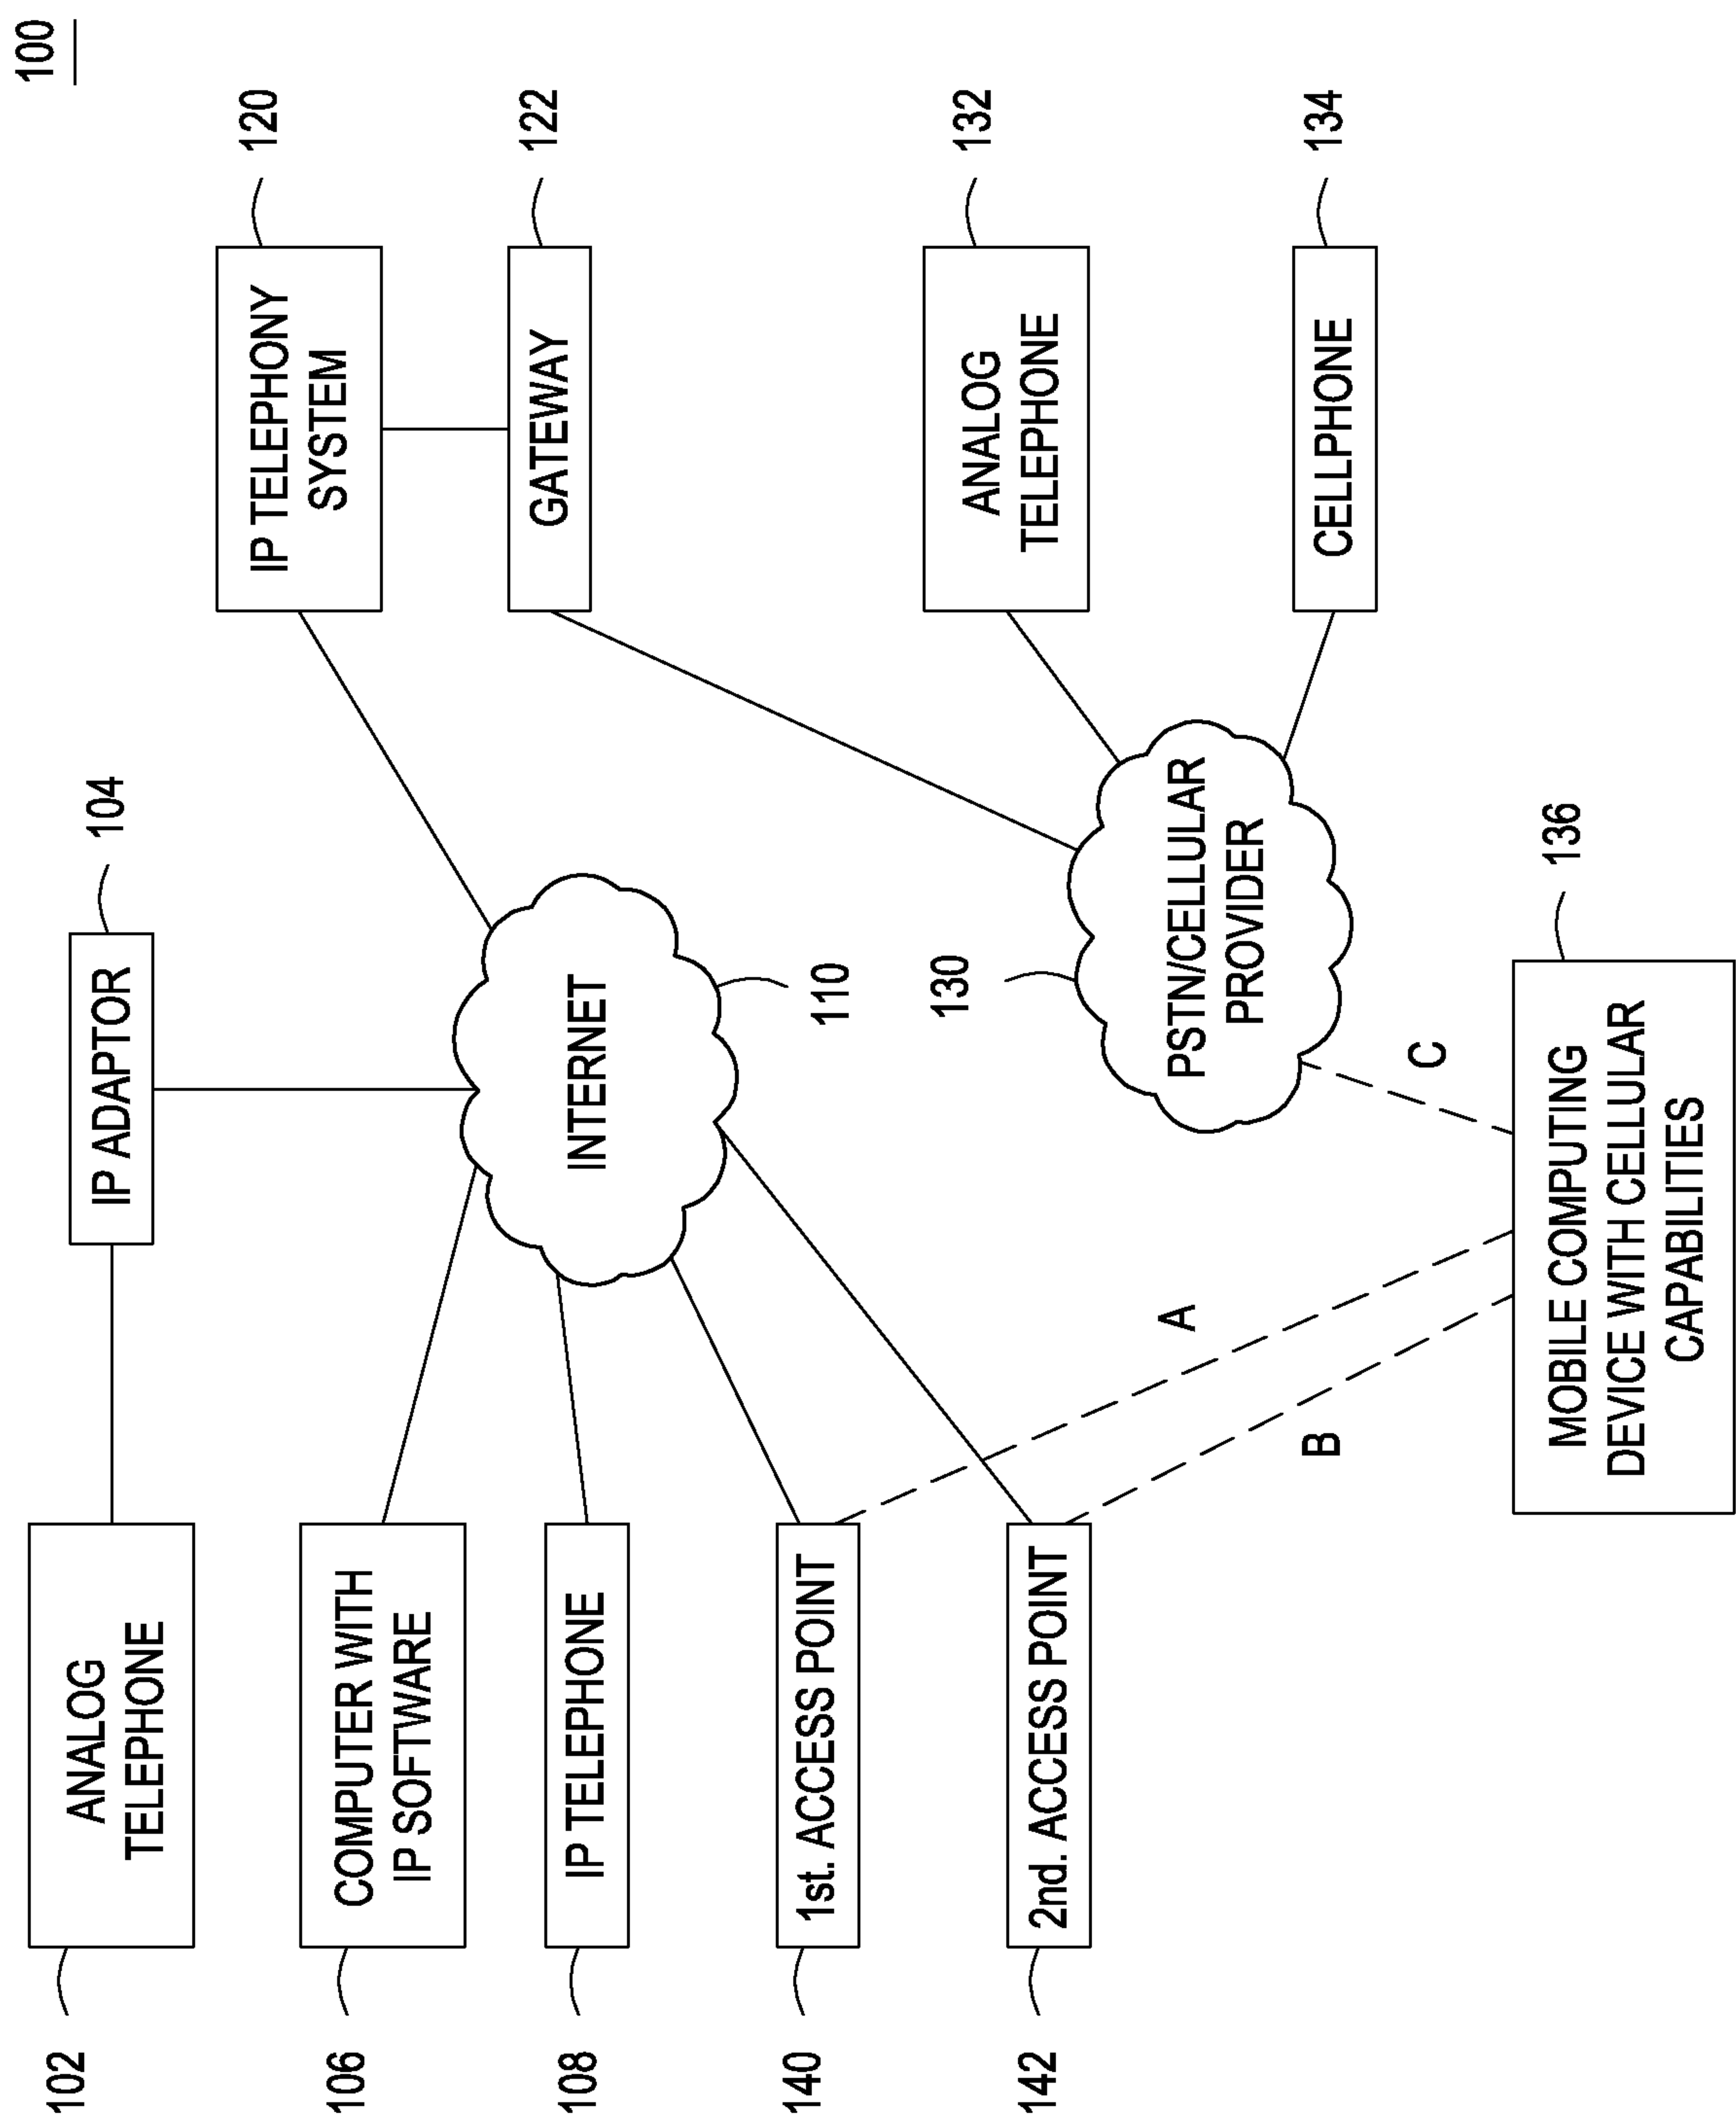 100
102
ANALOG
TELEPHONE
IP ADAPTOR
104
IP TELEPHONY
SYSTEM
120
106
COMPUTER WITH
IP SOFTWARE
GATEWAY
122
108
IP TELEPHONE
INTERNET
110
140
1st. ACCESS POINT
130
ANALOG
TELEPHONE
132
142
2nd. ACCESS POINT
PSTN/CELLULAR
PROVIDER
A
B
C
CELLPHONE
134
MOBILE COMPUTING
DEVICE WITH CELLULAR
CAPABILITIES
136